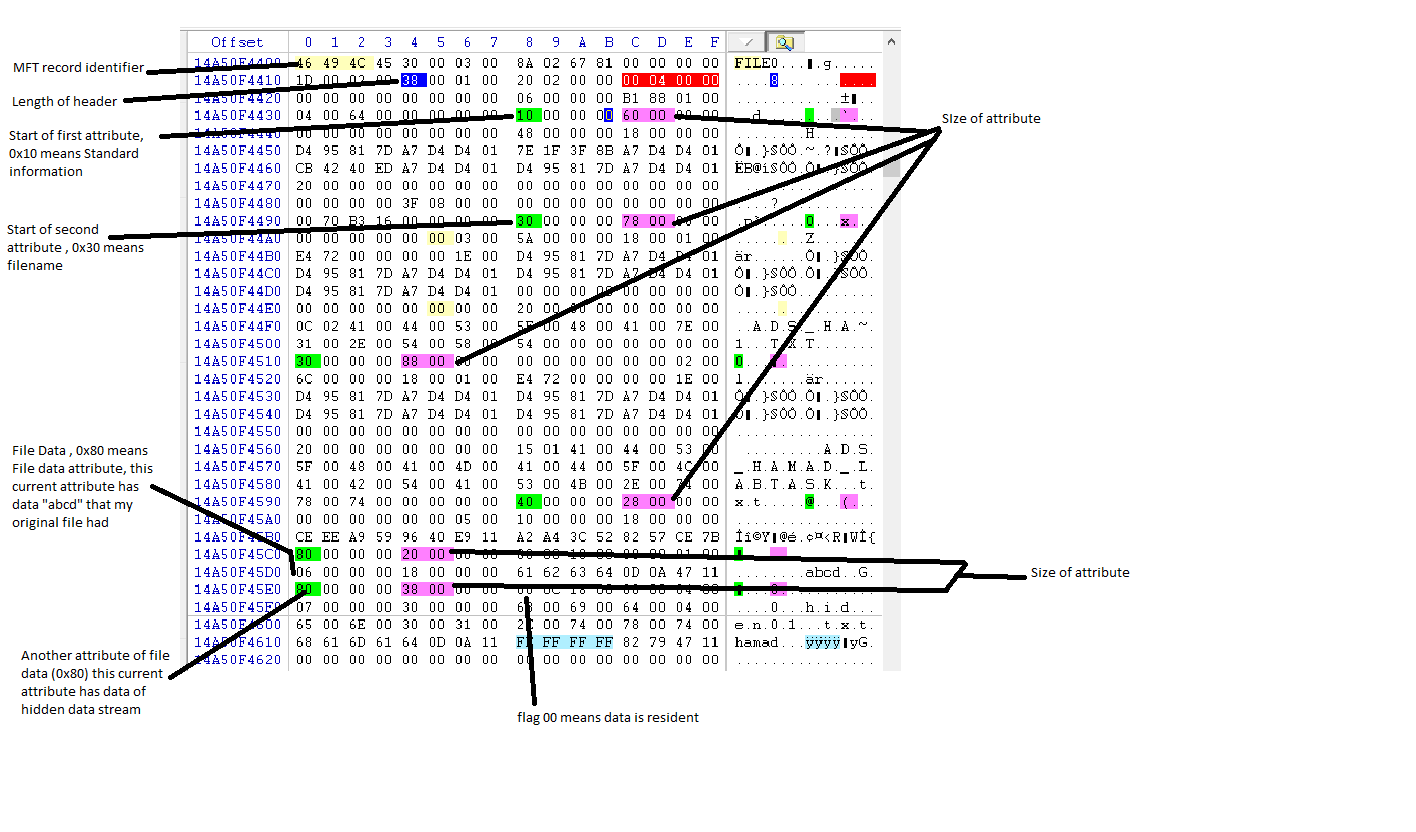 Offset 0 1 2 3 4 5 6 7 8 9 A B C D E F
14A50F4400 46 49 4C 45 30 00 03 00 8A 02 67 81 00 00 00 00 FILE0...▮.g.....
14A50F4410 1D 00 02 00 38 00 01 00 20 02 00 00 00 04 00 00 ....8... .......
14A50F4420 00 00 00 00 00 00 00 00 06 00 00 00 B1 88 01 00 ............±▮..
14A50F4430 04 00 64 00 00 00 00 00 10 00 00 00 60 00 00 00 ..d.........`...
14A50F4440 00 00 00 00 00 00 00 00 48 00 00 00 18 00 00 00 ........H.......
14A50F4450 D4 95 81 7D A7 D4 D4 01 7E 1F 3F 8B A7 D4 D4 01 Ô▮.}§ÔÔ.~.?▮§ÔÔ.
14A50F4460 CB 42 40 ED A7 D4 D4 01 D4 95 81 7D A7 D4 D4 01 ËB@í§ÔÔ.Ô▮.}§ÔÔ.
14A50F4470 20 00 00 00 00 00 00 00 00 00 00 00 00 00 00 00
14A50F4480 00 00 00 00 3F 08 00 00 00 00 00 00 00 00 00 00 ....?...........
14A50F4490 00 70 B3 16 00 00 00 00 30 00 00 00 78 00 00 00 .p³.....0...x...
14A50F44A0 00 00 00 00 00 00 03 00 5A 00 00 00 18 00 01 00 ........Z.......
14A50F44B0 E4 72 00 00 00 00 1E 00 D4 95 81 7D A7 D4 D4 01 är......Ô▮.}§ÔÔ.
14A50F44C0 D4 95 81 7D A7 D4 D4 01 D4 95 81 7D A7 D4 D4 01 Ô▮.}§ÔÔ.Ô▮.}§ÔÔ.
14A50F44D0 D4 95 81 7D A7 D4 D4 01 00 00 00 00 00 00 00 00 Ô▮.}§ÔÔ.........
14A50F44E0 00 00 00 00 00 00 00 00 20 00 00 00 00 00 00 00
14A50F44F0 0C 02 41 00 44 00 53 00 5F 00 48 00 41 00 7E 00 ..A.D.S._.H.A.~.
14A50F4500 31 00 2E 00 54 00 58 00 54 00 00 00 00 00 00 00 1...T.X.T.......
14A50F4510 30 00 00 00 88 00 00 00 00 00 00 00 00 00 02 00 0...▮...........
14A50F4520 6C 00 00 00 18 00 01 00 E4 72 00 00 00 00 1E 00 l.......är......
14A50F4530 D4 95 81 7D A7 D4 D4 01 D4 95 81 7D A7 D4 D4 01 Ô▮.}§ÔÔ.Ô▮.}§ÔÔ.
14A50F4540 D4 95 81 7D A7 D4 D4 01 D4 95 81 7D A7 D4 D4 01 Ô▮.}§ÔÔ.Ô▮.}§ÔÔ.
14A50F4550 00 00 00 00 00 00 00 00 00 00 00 00 00 00 00 00 ................
14A50F4560 20 00 00 00 00 00 00 00 15 01 41 00 44 00 53 00 .........A.D.S.
14A50F4570 5F 00 48 00 41 00 4D 00 41 00 44 00 5F 00 4C 00 _.H.A.M.A.D._.L.
14A50F4580 41 00 42 00 54 00 41 00 53 00 4B 00 2E 00 74 00 A.B.T.A.S.K...t.
14A50F4590 78 00 74 00 00 00 00 00 40 00 00 00 28 00 00 00 x.t.....@...(...
14A50F45A0 00 00 00 00 00 00 05 00 10 00 00 00 18 00 00 00 ................
14A50F45B0 CE EE A9 59 96 40 E9 11 A2 A4 3C 52 82 57 CE 7B Îî©Y▮@é.¢¤<R▮WÎ{
14A50F45C0 80 00 00 00 20 00 00 00
14A50F45D0 06 00 00 00 18 00 00 00 61 62 63 64 0D 0A 47 11 ........abcd..G.
14A50F45E0 00 00 00 38 00 00
14A50F45F0 07 00 00 00 30 00 00 00 68 00 69 00 64 00 04 00 ....0...h.i.d...
14A50F4600 65 00 6E 00 30 00 31 00 2E 00 74 00 78 00 74 00 e.n.0.1...t.x.t.
14A50F4610 68 61 6D 61 64 0D 0A 11 FF FF FF FF 82 79 47 11 hamad...ÿÿÿÿ▮yG.
14A50F4620 00 00 00 00 00 00 00 00 00 00 00 00 00 00 00 00 ................
MFT record identifier
Length of header
Start of first attribute,
0x10 means Standard
information
Start of second
attribute , 0x30 means
filename
File Data , 0x80 means
File data attribute, this
current attribute has
data "abcd" that my
original file had
Another attribute of file
data (0x80) this current
attribute has data of
hidden data stream
SIze of attribute
Size of attribute
flag 00 means data is resident